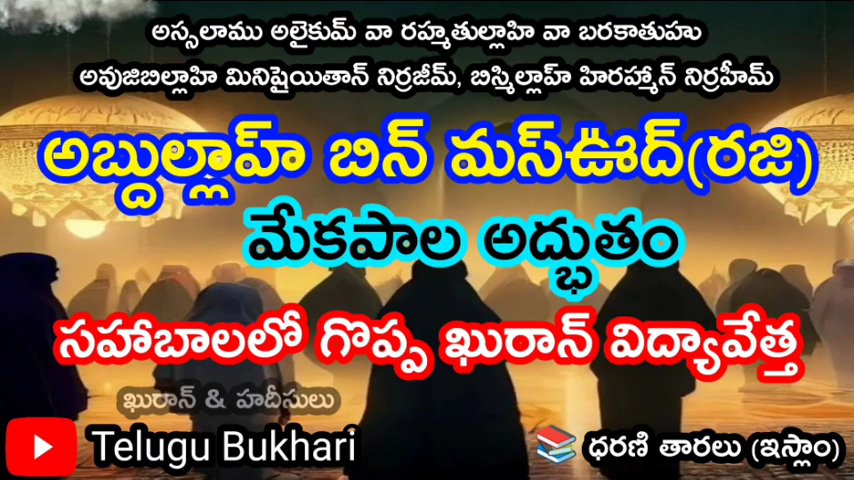 అస్సలాము అలైకుమ్ వా రహ్మతుల్లాహి వా బరకాతుహు
అవుజిబిల్లాహి మినిషైయితాన్ నిర్రజీమ్, బిస్మిల్లాహ్ హిరహ్మాన్ నిర్రహీమ్
అబ్దుల్లాహ్ బిన్ మస్ఊద్(రజి)
మేకపాల అద్భుతం
సహాబాలలో గొప్ప ఖురాన్ విద్యావేత్త
ఖురాన్ & హదీసులు
Telugu Bukhari
📚 ధరణి తారలు (ఇస్లాం)